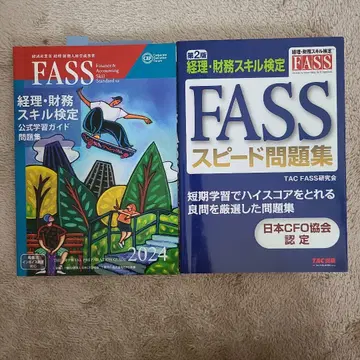 FASS
Finance &
Accounting
Skill
Standard
経理・財務
スキル検定
公式学習ガイド
問題集
2024
第2版
経理・財務スキル検定
経理・財務スキル検定
FASS
FASS
スピード問題集
TAC FASS研究会
短期学習でハイスコアをとれる
良問を厳選した問題集
日本CFO協会
認定
TAC出版